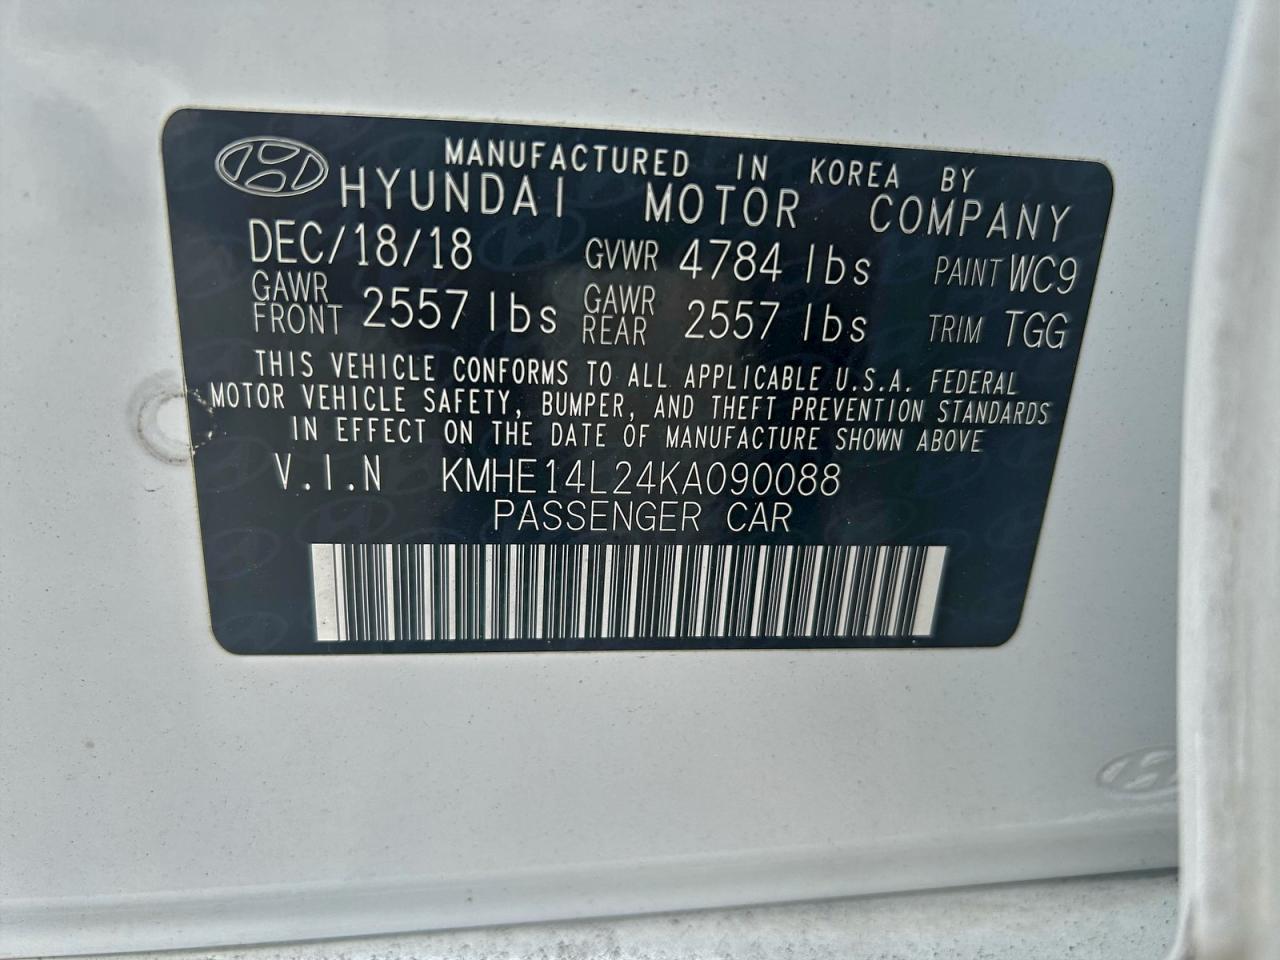 MANUFACTURED IN KOREA BY
HYUNDAI MOTOR COMPANY
DEC/18/18 GVWR 4784 lbs PAINT WC9
GAWR FRONT 2557 lbs GAWR REAR 2557 lbs TRIM TGG
THIS VEHICLE CONFORMS TO ALL APPLICABLE U.S.A. FEDERAL
MOTOR VEHICLE SAFETY, BUMPER, AND THEFT PREVENTION STANDARDS
IN EFFECT ON THE DATE OF MANUFACTURE SHOWN ABOVE
V.I.N KMHE14L24KA090088
PASSENGER CAR